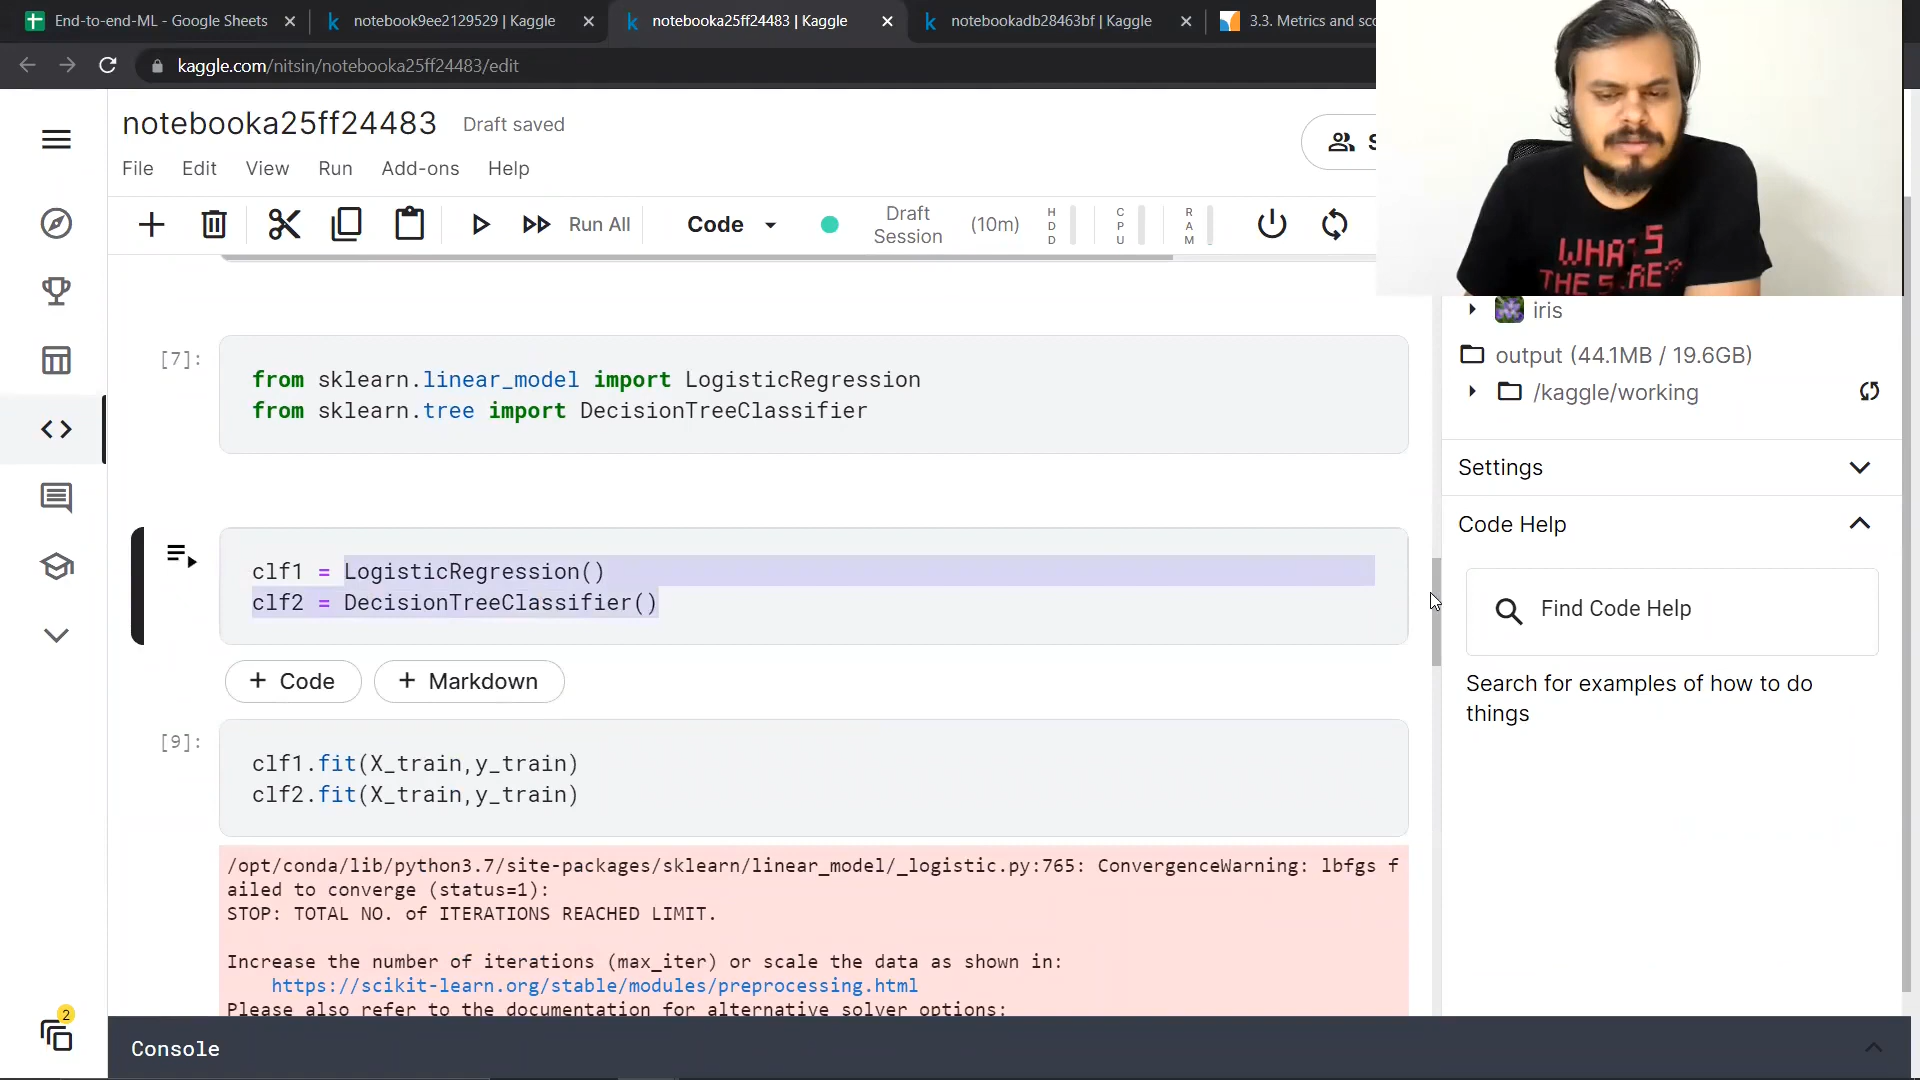 End-to-end-ML - Google Sheets
notebook9ee2129529 | Kaggle
notebooka25ff24483 | Kaggle
notebookadb28463bf | Kaggle
3.3. Metrics and sco
kaggle.com/nitsin/notebooka25ff24483/edit
notebooka25ff24483 Draft saved
File Edit View Run Add-ons Help
Run All
Code
Draft
Session
(10m)
HDD
CPU
RAM
WHAT'S
iris
output (44.1MB / 19.6GB)
/kaggle/working
Settings
Code Help
Find Code Help
Search for examples of how to do
things
[7]:
from sklearn.linear_model import LogisticRegression
from sklearn.tree import DecisionTreeClassifier
clf1 = LogisticRegression()
clf2 = DecisionTreeClassifier()
+ Code + Markdown
[9]:
clf1.fit(X_train,y_train)
clf2.fit(X_train,y_train)
/opt/conda/lib/python3.7/site-packages/sklearn/linear_model/_logistic.py:765: ConvergenceWarning: lbfgs f
ailed to converge (status=1):
STOP: TOTAL NO. of ITERATIONS REACHED LIMIT.
Increase the number of iterations (max_iter) or scale the data as shown in:
https://scikit-learn.org/stable/modules/preprocessing.html
Please also refer to the documentation for alternative solver options:
2
Console